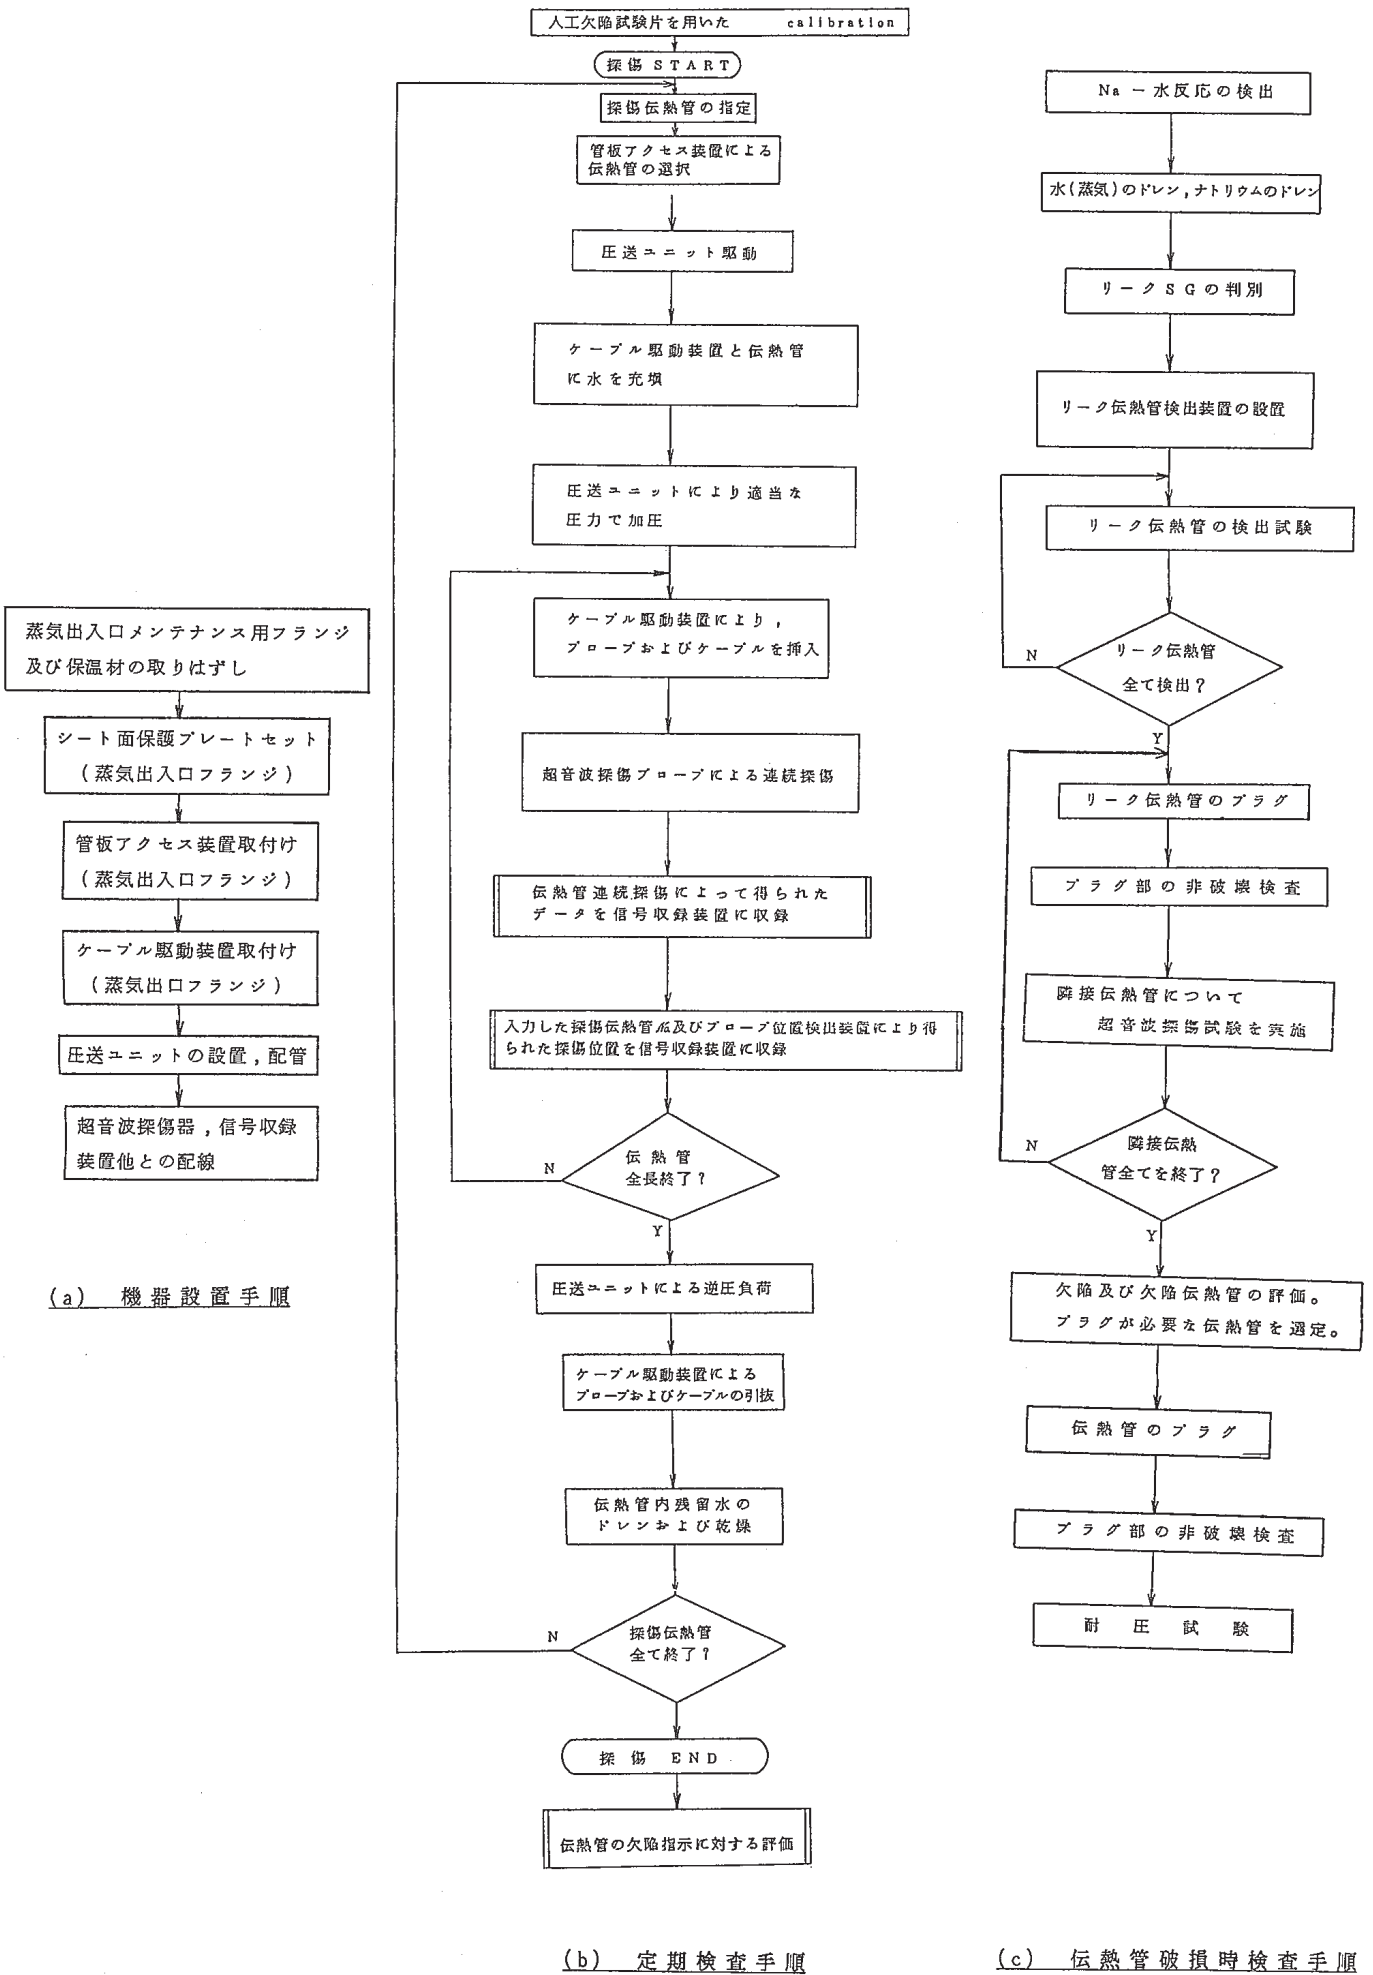 蒸気出入口メンテナンス用フランジ
及び保温材の取りはずし
シート面保護プレートセット
(蒸気出入口フランジ)
管板アクセス装置取付け
(蒸気出入口フランジ)
ケーブル駆動装置取付け
(蒸気出口フランジ)
圧送ユニットの設置,配管
超音波探傷器,信号収録
装置他との配線
(a) 機器設置手順
人工欠陥試験片を用いた calibration
探傷START
探傷伝熱管の指定
管板アクセス装置による
伝熱管の選択
圧送ユニット駆動
ケーブル駆動装置と伝熱管
に水を充填
圧送ユニットにより適当な
圧力で加圧
ケーブル駆動装置により,
プローブおよびケーブルを挿入
超音波探傷プローブによる連続探傷
伝熱管連続探傷によって得られた
データを信号収録装置に収録
入力した探傷伝熱管№及びプローブ位置検出装置により得
られた探傷位置を信号収録装置に収録
伝熱管
全長終了?
N
Y
圧送ユニットによる逆圧負荷
ケーブル駆動装置による
プローブおよびケーブルの引抜
伝熱管内残留水の
ドレンおよび乾燥
探傷伝熱管
全て終了?
N
探傷 END
伝熱管の欠陥指示に対する評価
(b) 定期検査手順
Na-水反応の検出
水(蒸気)のドレン,ナトリウムのドレン
リークSGの判別
リーク伝熱管検出装置の設置
リーク伝熱管の検出試験
リーク伝熱管
全て検出?
N
Y
リーク伝熱管のプラグ
プラグ部の非破壊検査
隣接伝熱管について
超音波探傷試験を実施
隣接伝熱
管全てを終了?
N
Y
欠陥及び欠陥伝熱管の評価。
プラグが必要な伝熱管を選定。
伝熱管のプラグ
プラグ部の非破壊検査
耐圧試験
(c) 伝熱管破損時検査手順